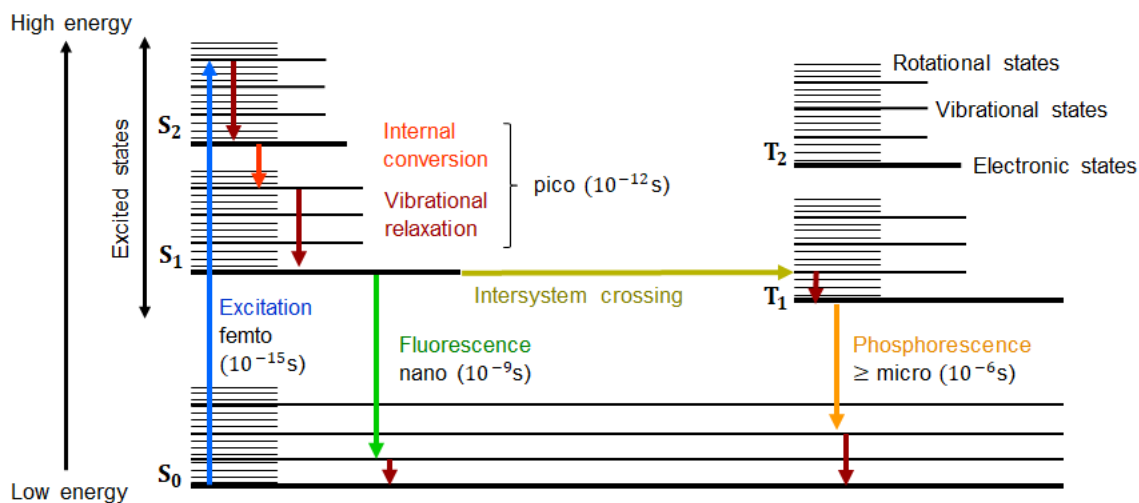 High energy
Excited states
Low energy
S₂
S₁
S₀
Internal
conversion
Vibrational
relaxation
pico (10⁻¹²s)
Excitation
femto
(10⁻¹⁵s)
Fluorescence
nano (10⁻⁹s)
Intersystem crossing
Rotational states
Vibrational states
Electronic states
T₂
T₁
Phosphorescence
≥ micro (10⁻⁶s)